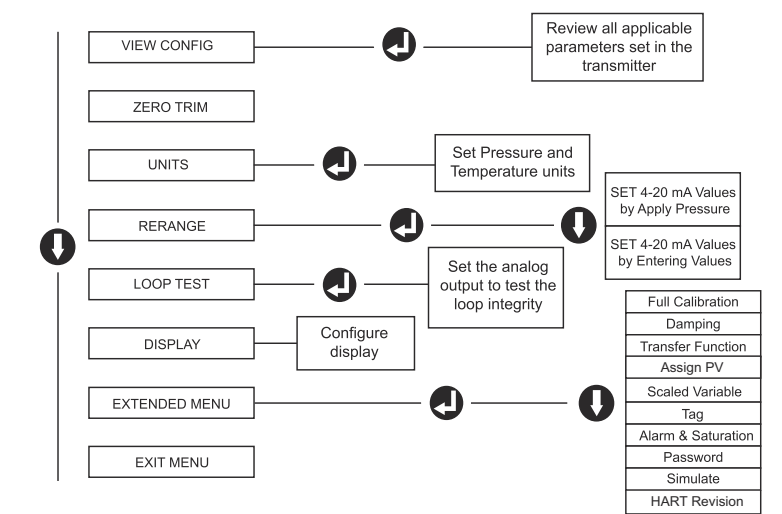 VIEW CONFIG
Review all applicable
parameters set in the
transmitter
ZERO TRIM
UNITS
Set Pressure and
Temperature units
RERANGE
SET 4-20 mA Values
by Apply Pressure
SET 4-20 mA Values
by Entering Values
LOOP TEST
Set the analog
output to test the
loop integrity
DISPLAY
Configure
display
EXTENDED MENU
Full Calibration
Damping
Transfer Function
Assign PV
Scaled Variable
Tag
Alarm & Saturation
Password
Simulate
HART Revision
EXIT MENU